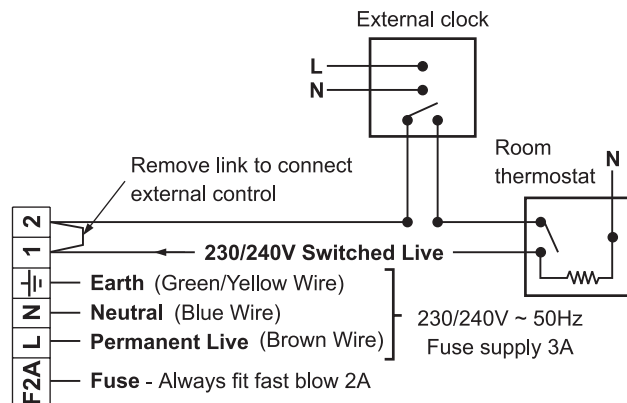 External clock
L
N
Room
thermostat
N
Remove link to connect
external control
2
1
230/240V Switched Live
Earth (Green/Yellow Wire)
N
Neutral (Blue Wire)
L
Permanent Live (Brown Wire)
230/240V ~ 50Hz
Fuse supply 3A
F2A
Fuse - Always fit fast blow 2A